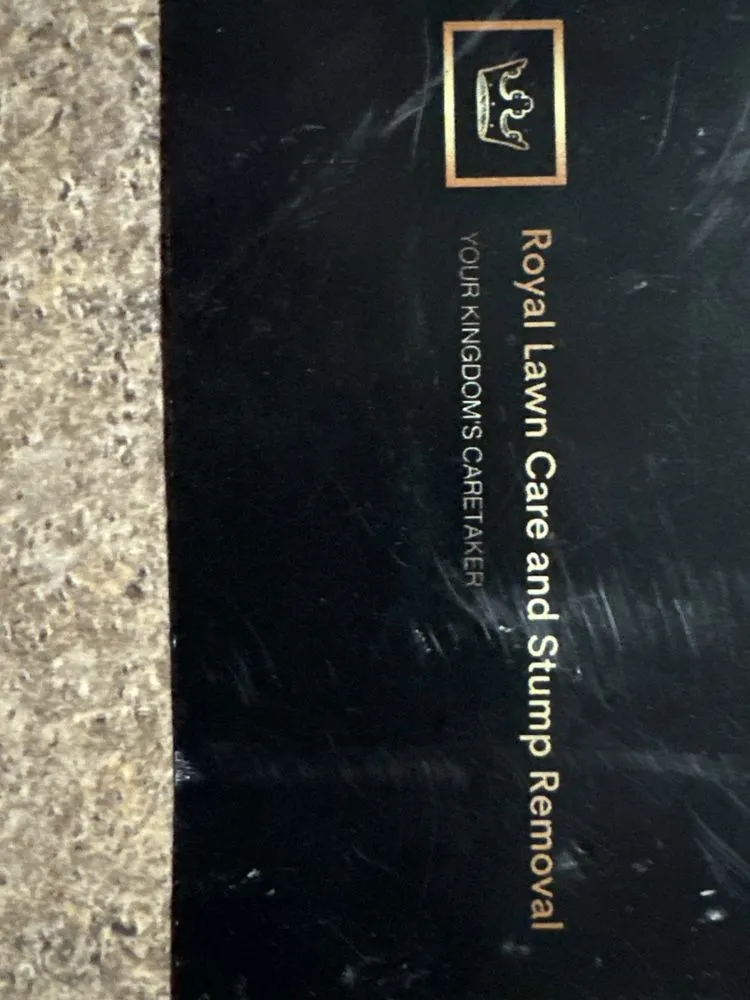 Royal Lawn Care and Stump Removal
YOUR KINGDOM'S CARETAKER